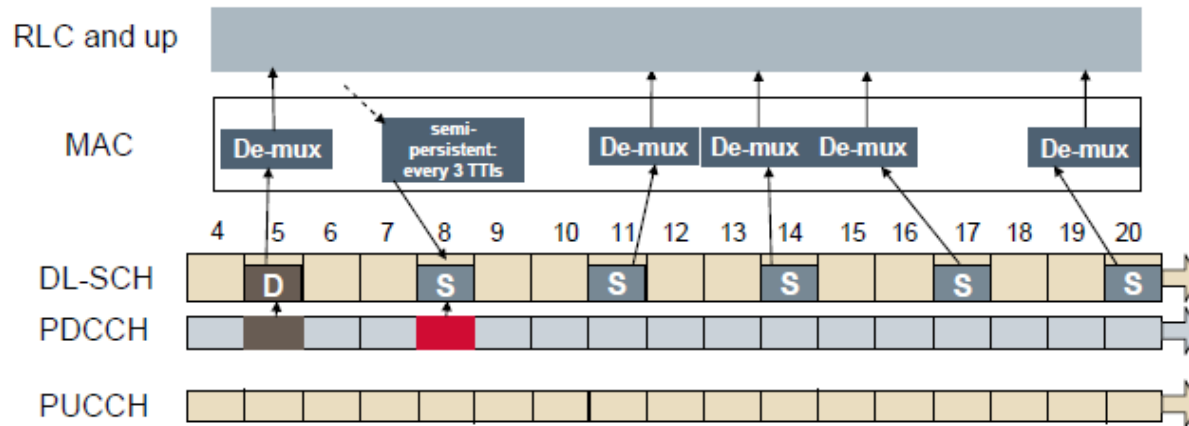 RLC and up
MAC
De-mux
semi-
persistent:
every 3 TTIs
De-mux De-mux De-mux De-mux
4 5 6 7 8 9 10 11 12 13 14 15 16 17 18 19 20
DL-SCH D S S S S S
PDCCH
PUCCH